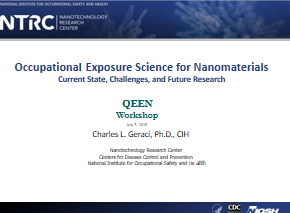 NATIONAL INSTITUTE FOR OCCUPATIONAL SAFETY AND HEALTH
NTRC
NANOTECHNOLOGY
RESEARCH
CENTER
Occupational Exposure Science for Nanomaterials
Current State, Challenges, and Future Research
QEEN
Workshop
July 7, 2015
Charles L. Geraci, Ph.D., CIH
Nanotechnology Research Center
Centers for Disease Control and Prevention
National Institute for Occupational Safety and Health
CDC
NIOSH